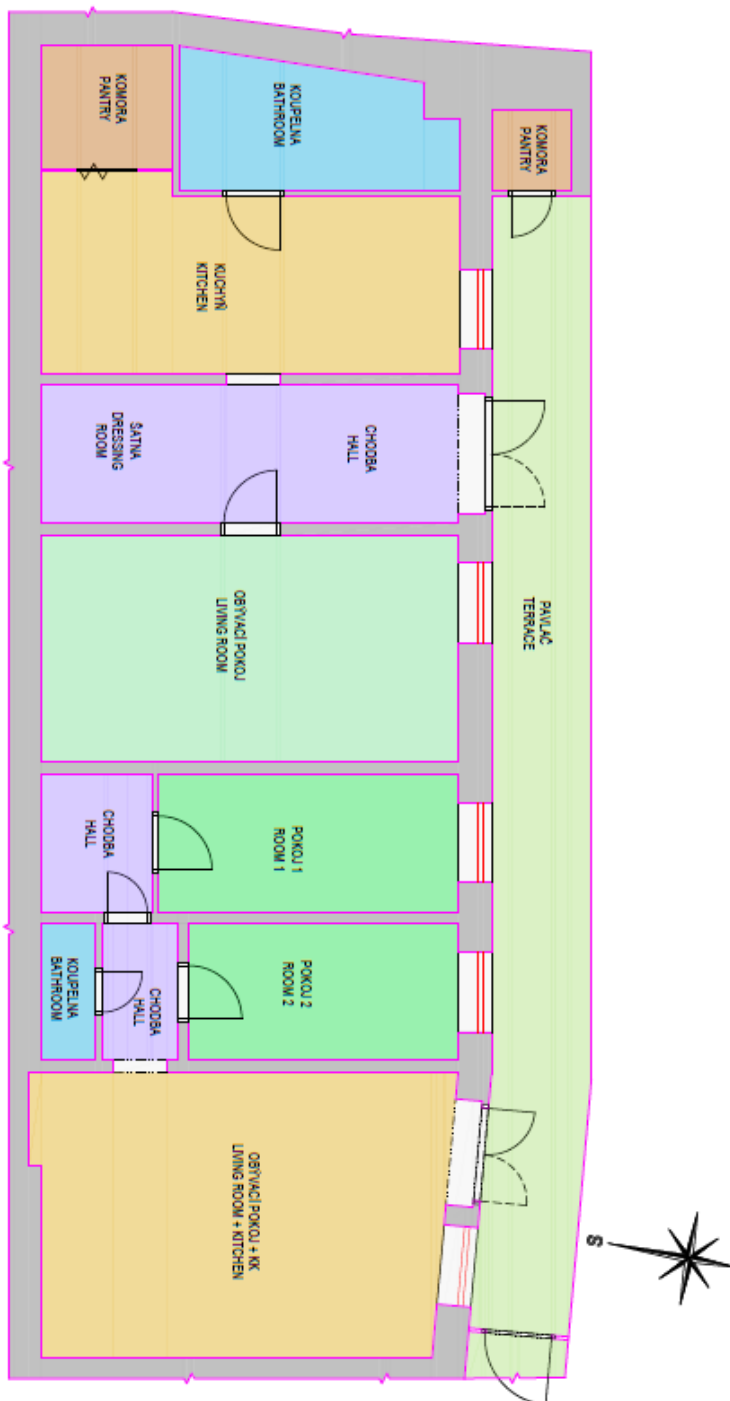 KOMORA
PANTRY
KOUPELNA
BATHROOM
KOMORA
PANTRY
KUCHYŇ
KITCHEN
ŠATNA
DRESSING
ROOM
CHODBA
HALL
OBÝVACÍ POKOJ
LIVING ROOM
PAVLAČ
TERRACE
CHODBA
HALL
POKOJ 1
ROOM 1
KOUPELNA
BATHROOM
CHODBA
HALL
POKOJ 2
ROOM 2
OBÝVACÍ POKOJ + KK
LIVING ROOM + KITCHEN
S